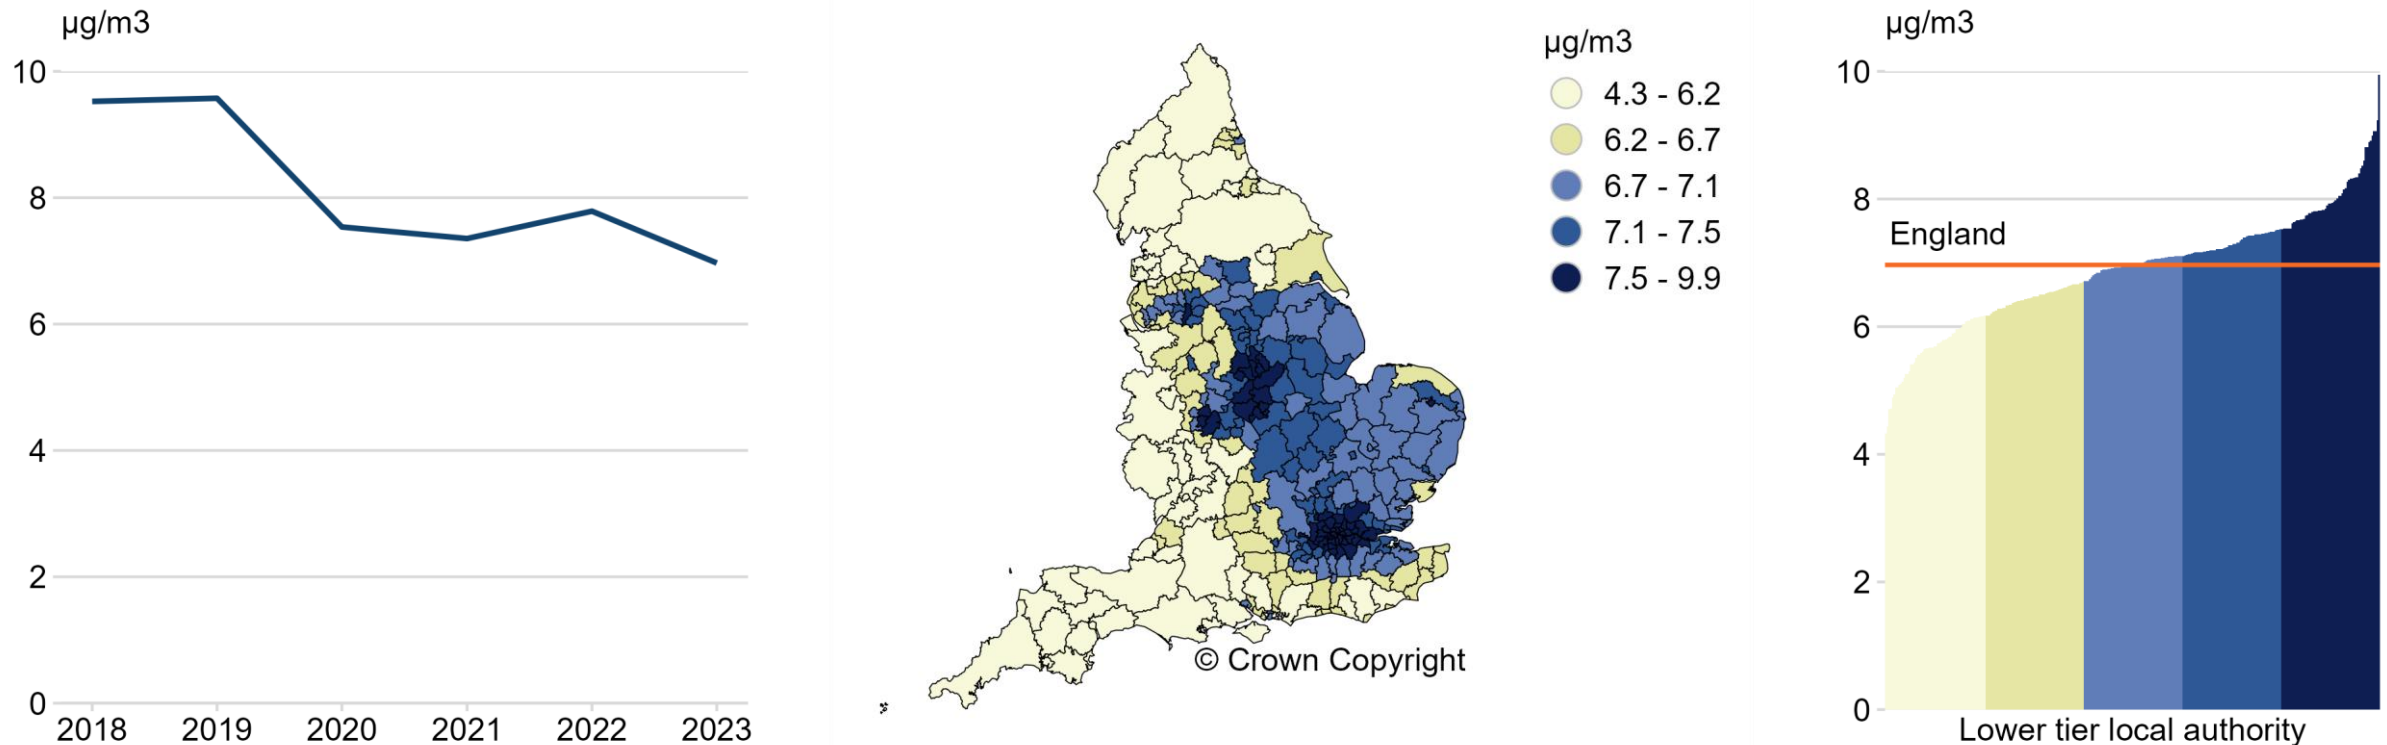 µg/m3
10
8
6
4
2
0
2018 2019 2020 2021 2022 2023
µg/m3
4.3 - 6.2
6.2 - 6.7
6.7 - 7.1
7.1 - 7.5
7.5 - 9.9
© Crown Copyright
µg/m3
10
8
England
6
4
2
0
Lower tier local authority